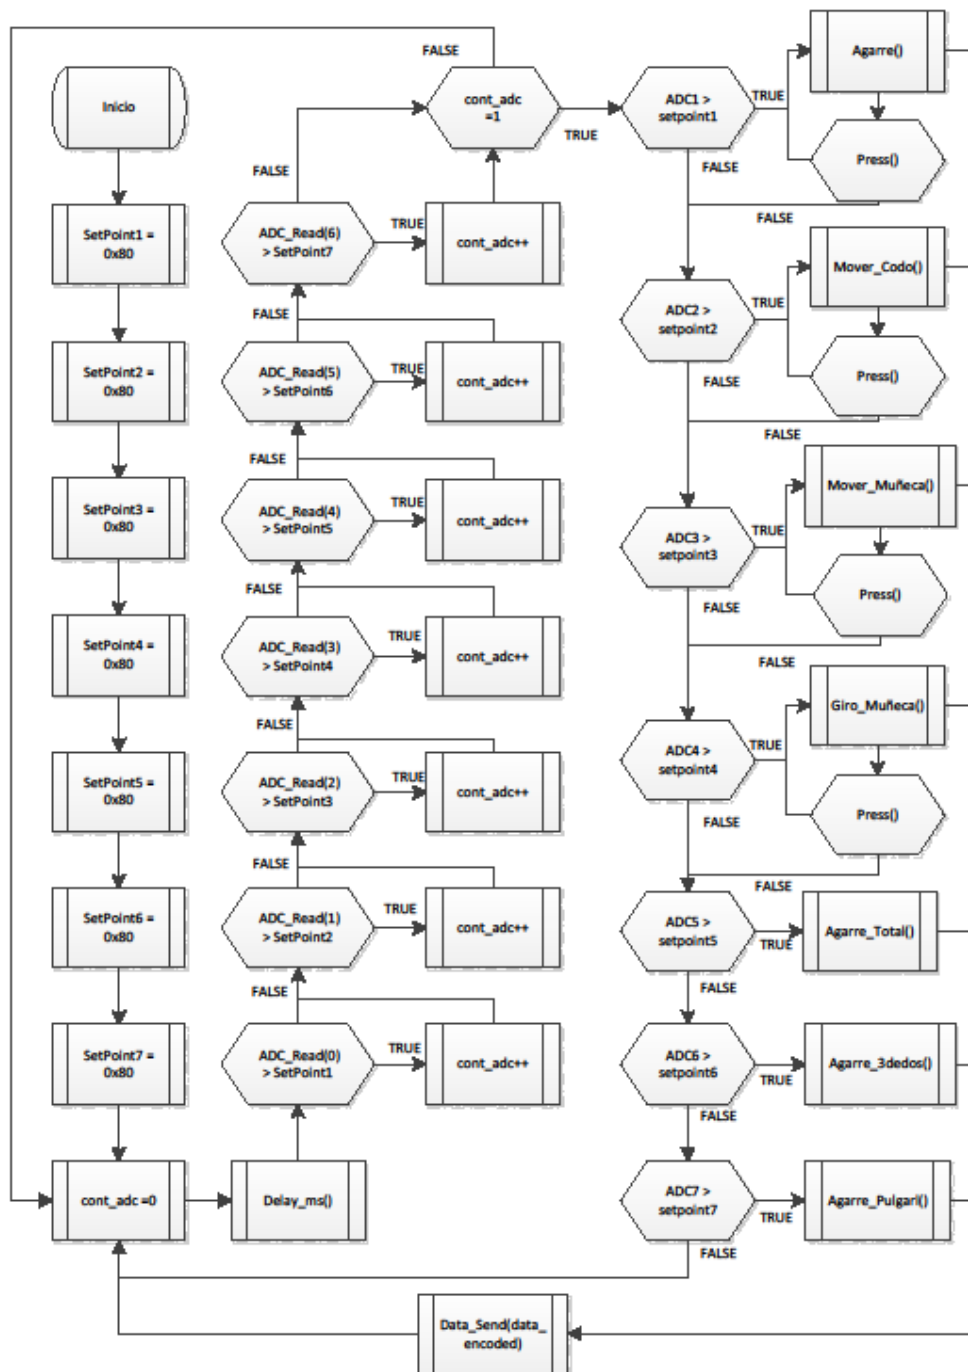 Inicio
SetPoint1 =
0x80
SetPoint2 =
0x80
SetPoint3 =
0x80
SetPoint4 =
0x80
SetPoint5 =
0x80
SetPoint6 =
0x80
SetPoint7 =
0x80
cont_adc =0
Delay_ms()
ADC_Read(0)
> SetPoint1
TRUE
cont_adc++
FALSE
ADC_Read(1)
> SetPoint2
TRUE
cont_adc++
FALSE
ADC_Read(2)
> SetPoint3
TRUE
cont_adc++
FALSE
ADC_Read(3)
> SetPoint4
TRUE
cont_adc++
FALSE
ADC_Read(4)
> SetPoint5
TRUE
cont_adc++
FALSE
ADC_Read(5)
> SetPoint6
TRUE
cont_adc++
FALSE
ADC_Read(6)
> SetPoint7
TRUE
cont_adc++
FALSE
cont_adc
=1
FALSE
TRUE
ADC1 >
setpoint1
TRUE
Agarre()
Press()
FALSE
FALSE
ADC2 >
setpoint2
TRUE
Mover_Codo()
Press()
FALSE
FALSE
ADC3 >
setpoint3
TRUE
Mover_Muñeca()
Press()
FALSE
FALSE
ADC4 >
setpoint4
TRUE
Giro_Muñeca()
Press()
FALSE
FALSE
ADC5 >
setpoint5
TRUE
Agarre_Total()
FALSE
ADC6 >
setpoint6
TRUE
Agarre_3dedos()
FALSE
ADC7 >
setpoint7
TRUE
Agarre_Pulgarl()
FALSE
Data_Send(data_
encoded)